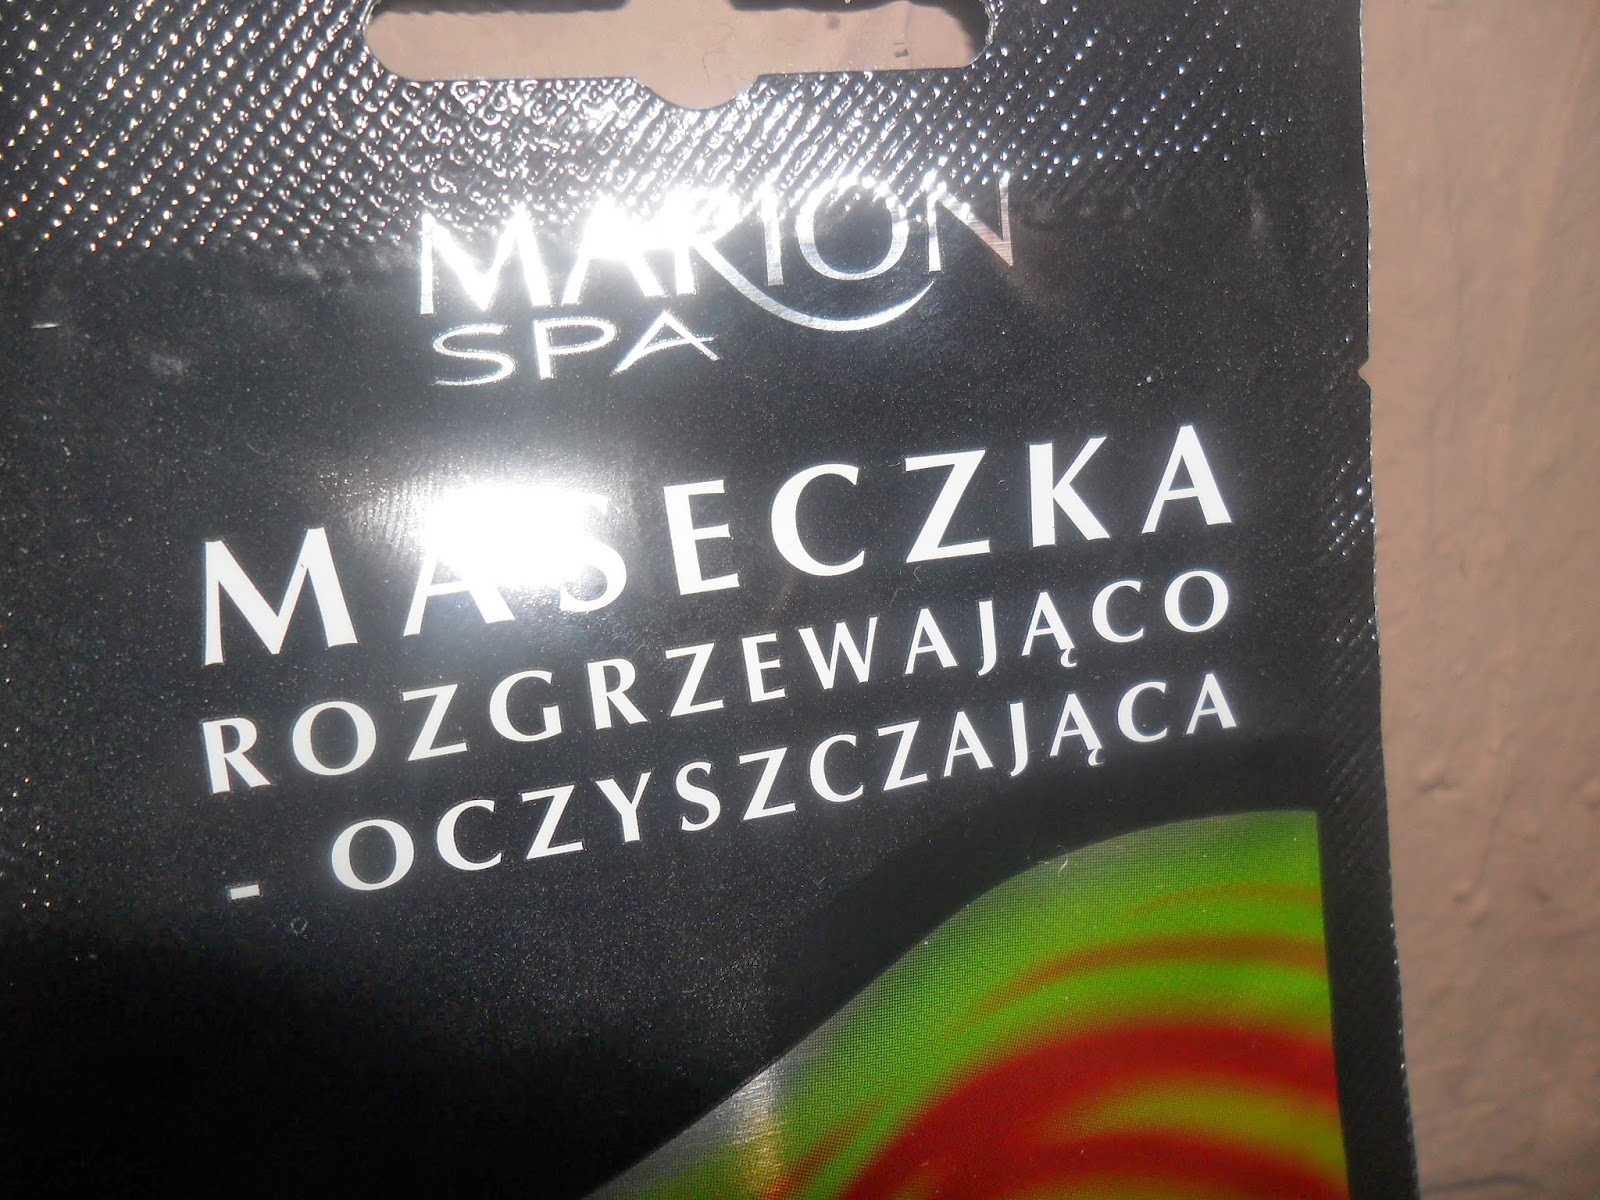 MARION
SPA
MASECZKA
ROZGRZEWAJĄCO
- OCZYSZCZAJĄCA